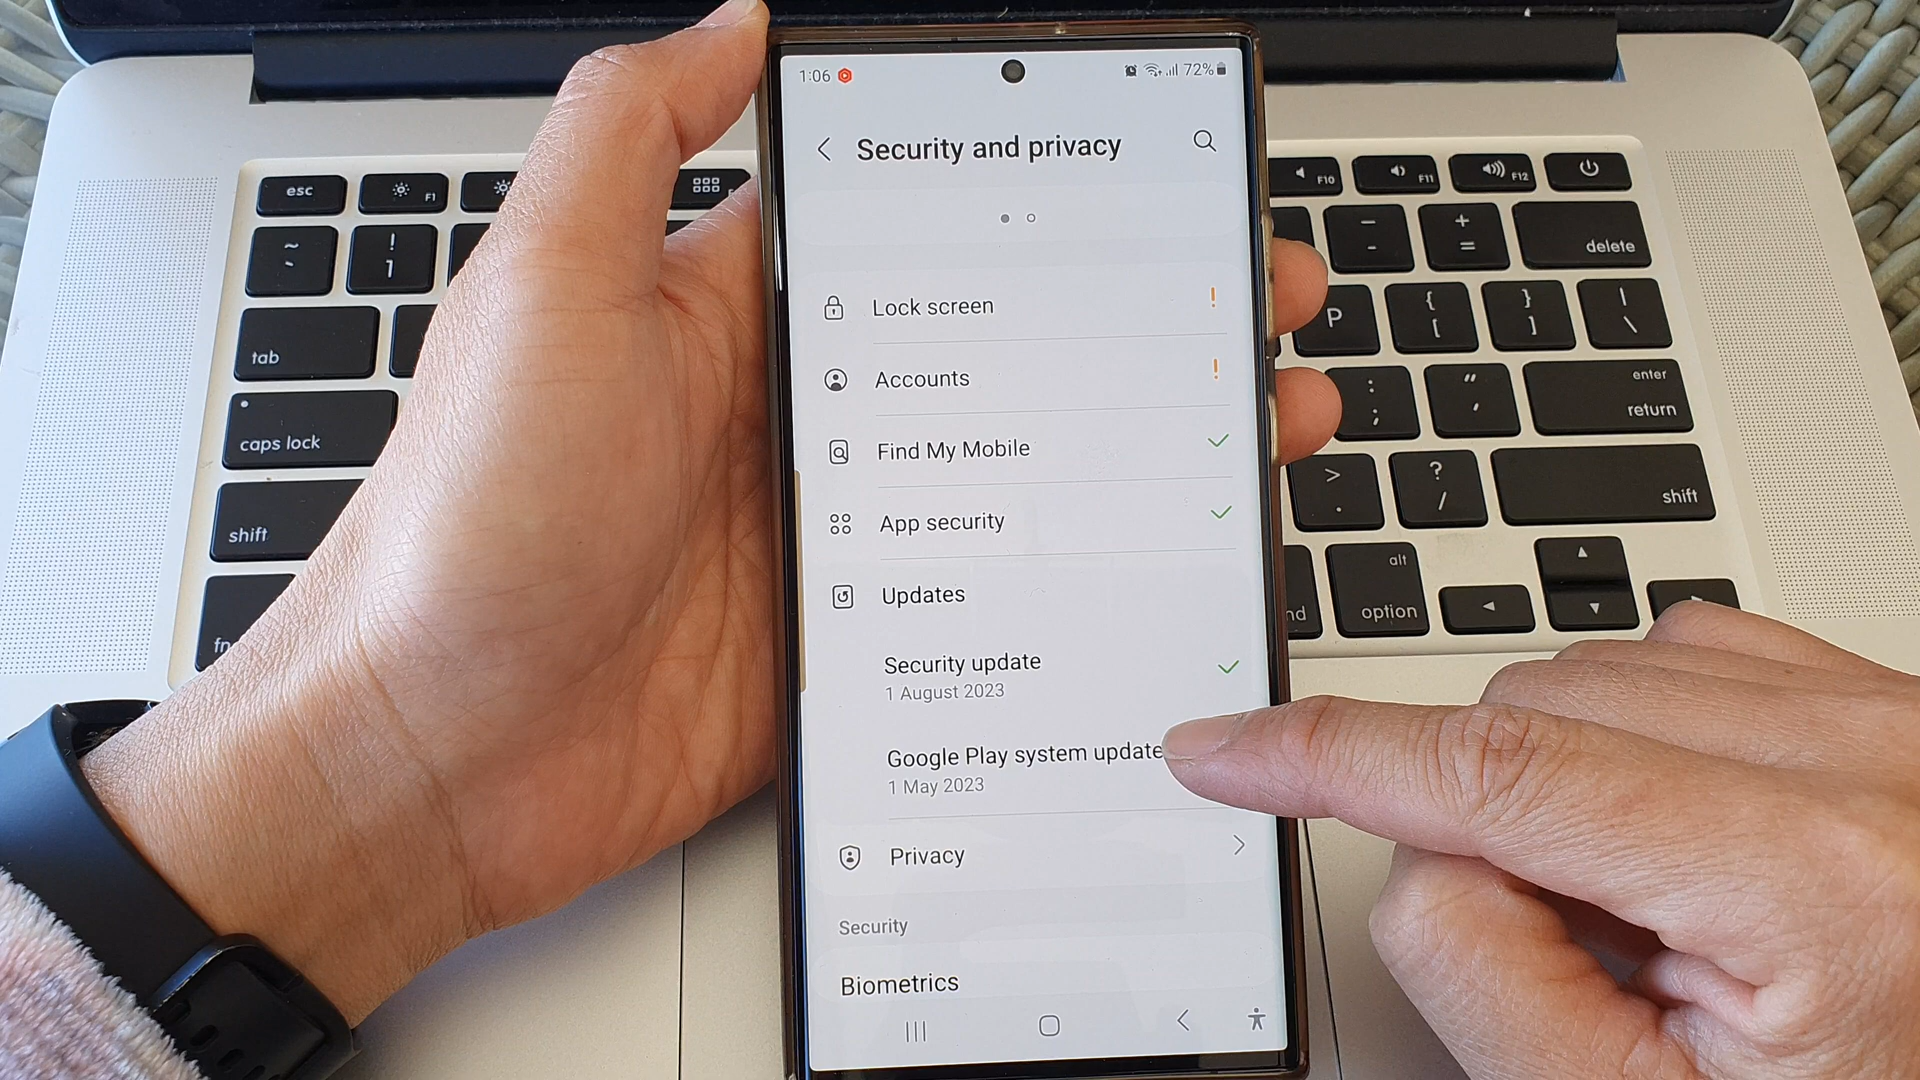 1:06 72%
Security and privacy
Lock screen !
Accounts !
Find My Mobile
App security
Updates
Security update
1 August 2023
Google Play system update
1 May 2023
Privacy
Security
Biometrics
esc F1 F10 F11 F12
~ ! - + delete
` 1 - =
tab P { [ } ] | \
caps lock : ; " ' enter return
shift > . ? / shift
fn alt option